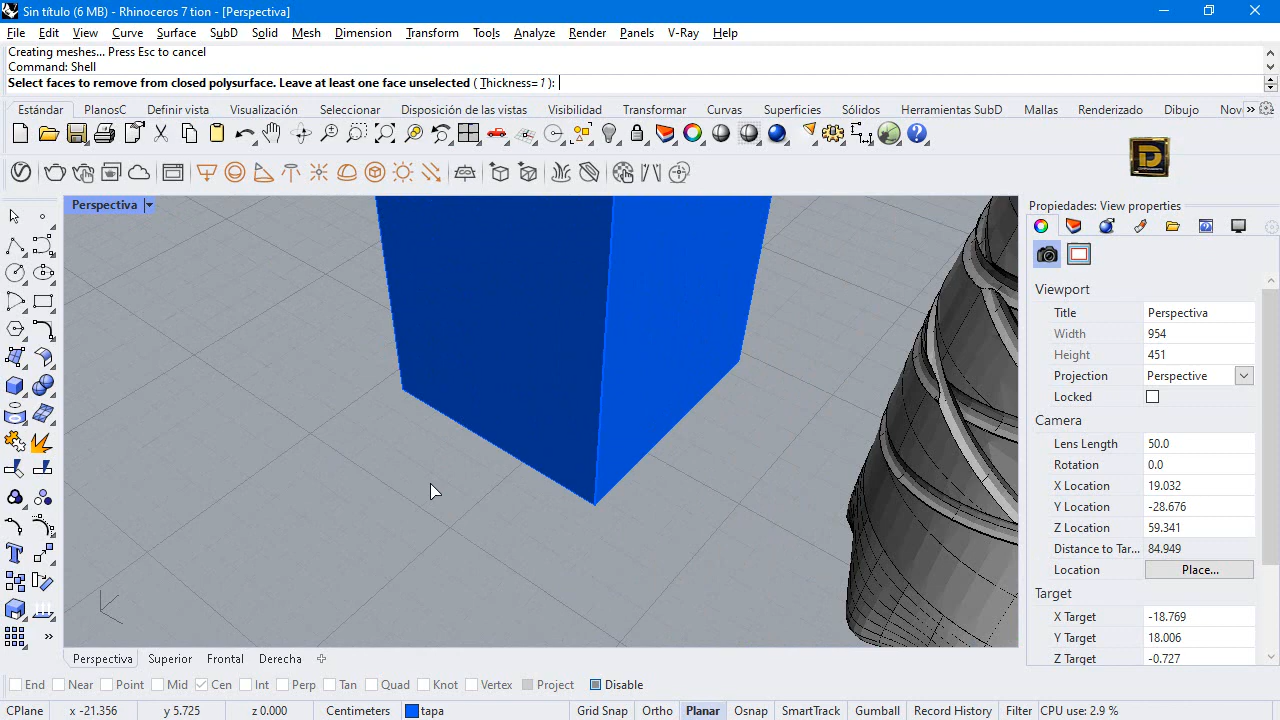 Sin título (6 MB) - Rhinoceros 7 tion - [Perspectiva]
File Edit View Curve Surface SubD Solid Mesh Dimension Transform Tools Analyze Render Panels V-Ray Help
Creating meshes... Press Esc to cancel
Command: Shell
Select faces to remove from closed polysurface. Leave at least one face unselected ( Thickness=1 ):
Estándar PlanosC Definir vista Visualización Seleccionar Disposición de las vistas Visibilidad Transformar Curvas Superficies Sólidos Herramientas SubD Mallas Renderizado Dibujo Nov
D
Perspectiva
Propiedades: View properties
Viewport
Title Perspectiva
Width 954
Height 451
Projection Perspective
Locked
Camera
Lens Length 50.0
Rotation 0.0
X Location 19.032
Y Location -28.676
Z Location 59.341
Distance to Tar... 84.949
Location Place...
Target
X Target -18.769
Y Target 18.006
Z Target -0.727
Perspectiva Superior Frontal Derecha
End Near Point Mid Cen Int Perp Tan Quad Knot Vertex Project Disable
CPlane x -21.356 y 5.725 z 0.000 Centimeters tapa Grid Snap Ortho Planar Osnap SmartTrack Gumball Record History Filter CPU use: 2.9 %